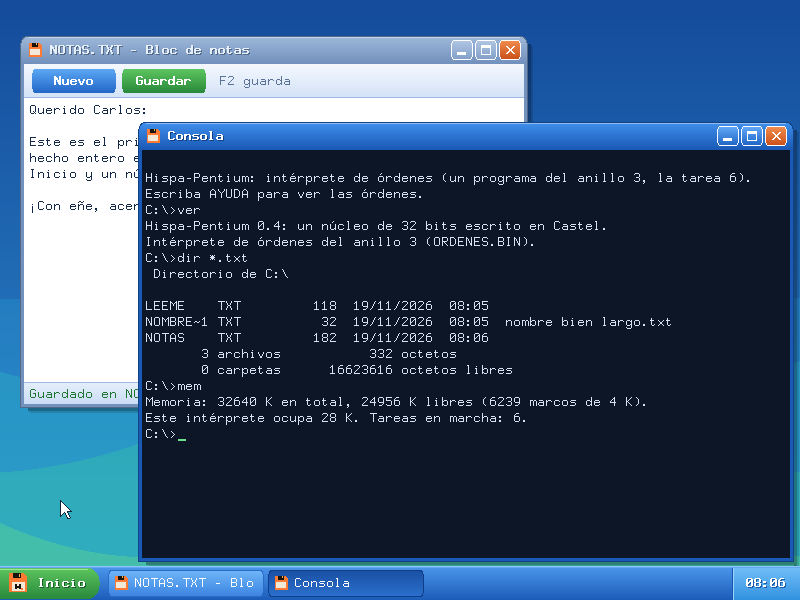 NOTAS.TXT - Bloc de notas
Nuevo
Guardar
F2 guarda
Querido Carlos:
Este es el
hecho entero
Inicio y un
¡Con eñe,
Guardado en
Consola
Hispa-Pentium: intérprete de órdenes (un programa del anillo 3, la tarea 6).
Escriba AYUDA para ver las órdenes.
C:\>ver
Hispa-Pentium 0.4: un núcleo de 32 bits escrito en Castel.
Intérprete de órdenes del anillo 3 (ORDENES.BIN).
C:\>dir *.txt
Directorio de C:\
LEEME    TXT         118  19/11/2026  08:05
NOMBRE~1 TXT          32  19/11/2026  08:05  nombre bien largo.txt
NOTAS    TXT         182  19/11/2026  08:06
3 archivos           332 octetos
0 carpetas      16623616 octetos libres
C:\>mem
Memoria: 32640 K en total, 24956 K libres (6239 marcos de 4 K).
Este intérprete ocupa 28 K. Tareas en marcha: 6.
C:\>_
Inicio
NOTAS.TXT - Blo
Consola
08:06